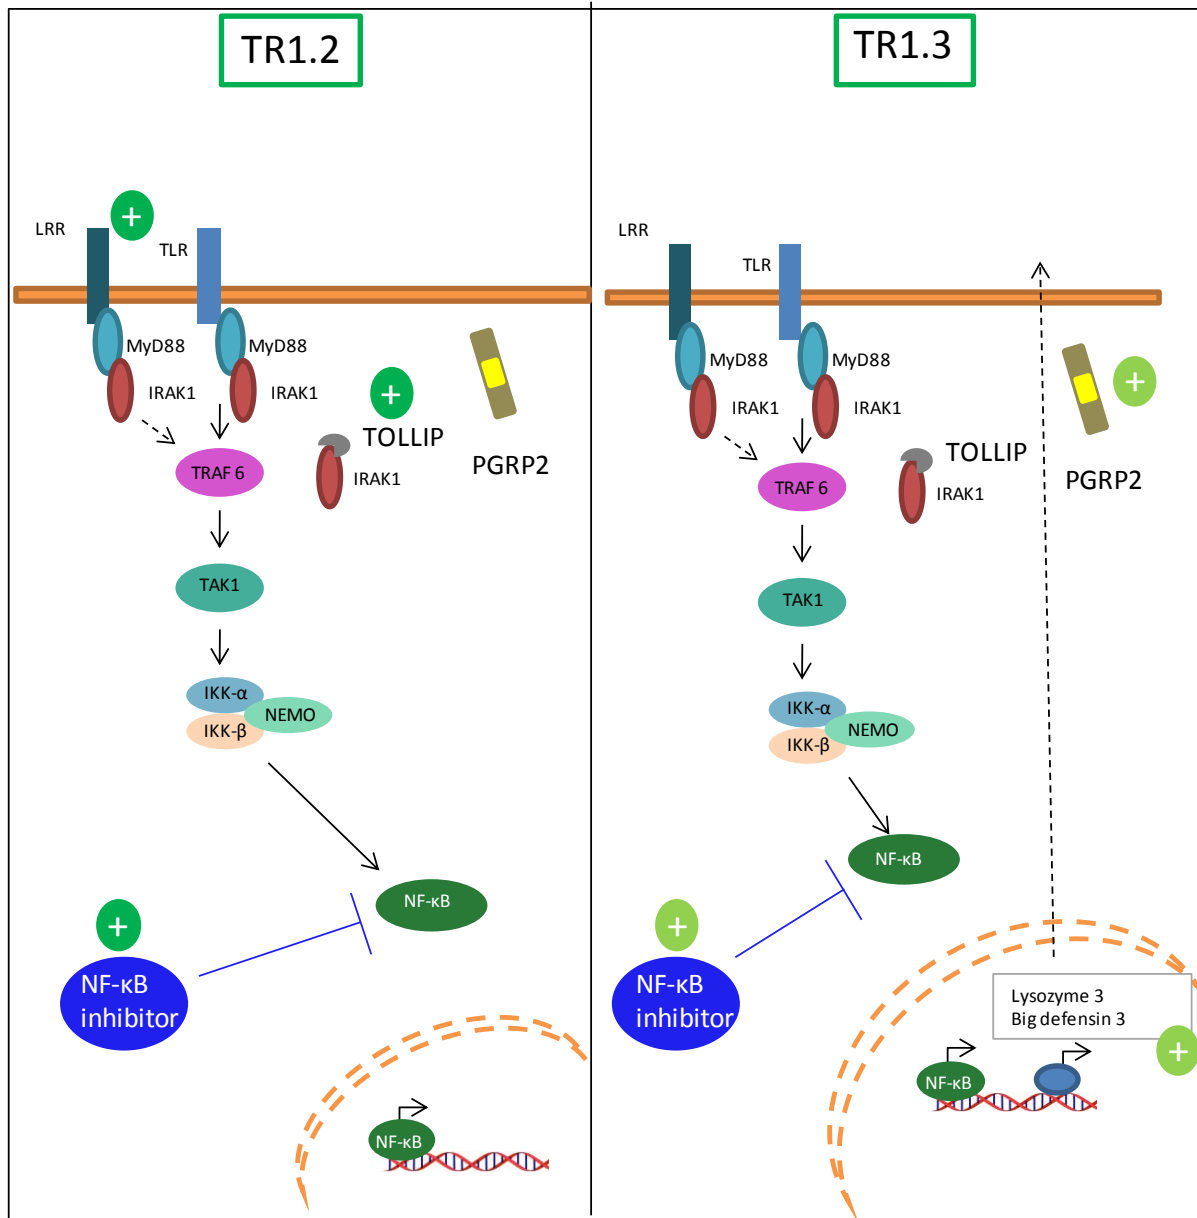 TR1.2
+
LRR
TLR
MyD88
MyD88
IRAK1
IRAK1
+
TOLLIP
IRAK1
PGRP2
TRAF 6
TAK1
IKK-α
NEMO
IKK-β
NF-κB
+
NF-κB
inhibitor
NF-κB
TR1.3
LRR
TLR
MyD88
MyD88
IRAK1
IRAK1
+
TOLLIP
IRAK1
PGRP2
TRAF 6
TAK1
IKK-α
NEMO
IKK-β
NF-κB
+
NF-κB
inhibitor
Lysozyme 3
Big defensin 3
+
NF-κB